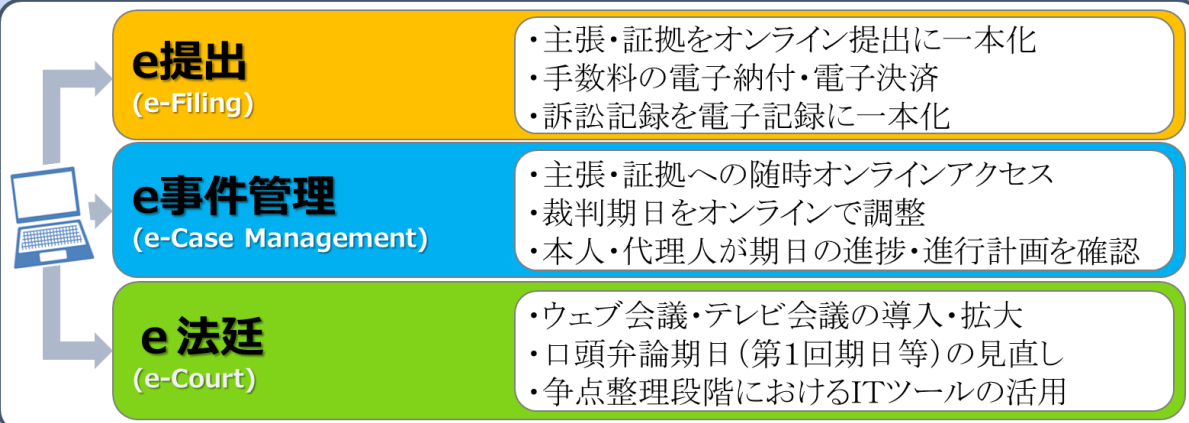 e提出
(e-Filing)
・主張・証拠をオンライン提出に一本化
・手数料の電子納付・電子決済
・訴訟記録を電子記録に一本化
e事件管理
(e-Case Management)
・主張・証拠への随時オンラインアクセス
・裁判期日をオンラインで調整
・本人・代理人が期日の進捗・進行計画を確認
e 法廷
(e-Court)
・ウェブ会議・テレビ会議の導入・拡大
・口頭弁論期日（第1回期日等）の見直し
・争点整理段階におけるITツールの活用